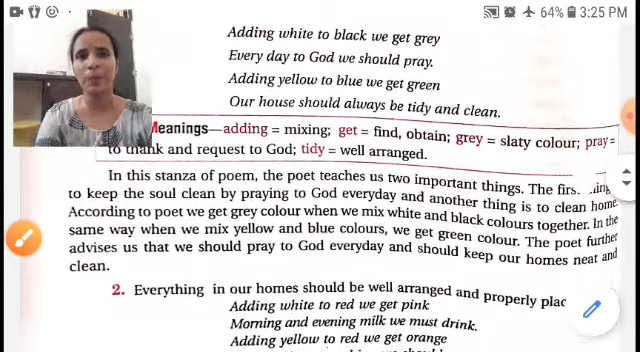 64% 3:25 PM
Adding white to black we get grey
Every day to God we should pray.
Adding yellow to blue we get green
Our house should always be tidy and clean.
Meanings—adding = mixing; get = find, obtain; grey = slaty colour; pray =
to thank and request to God; tidy = well arranged.
In this stanza of poem, the poet teaches us two important things. The
to keep the soul clean by praying to God everyday and another thing is to clean home.
According to poet we get grey colour when we mix white and black colours together. In the
same way when we mix yellow and blue colours, we get green colour. The poet further
advises us that we should pray to God everyday and should keep our homes neat and
clean.
2. Everything in our homes should be well arranged and properly
Adding white to red we get pink
Morning and evening milk we must drink.
Adding yellow to red we get orange